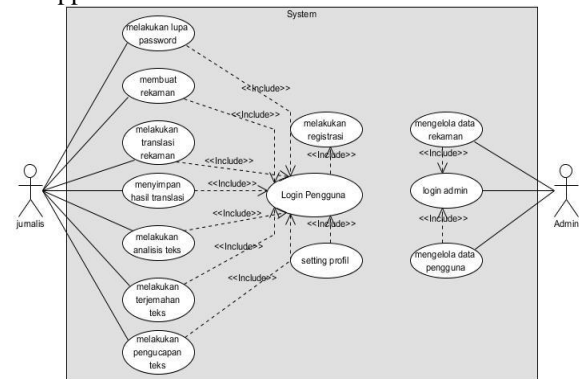 System
melakukan lupa
password
<<Include>>
membuat
rekaman
<<Include>>
melakukan
registrasi
mengelola data
rekaman
melakukan
translasi
rekaman
<<Include>>
<<Include>>
<<Include>>
menyimpan
hasil translasi
<<Include>>
Login Pengguna
login admin
jurnalis
Admin
<<Include>>
<<Include>>
<<Include>>
melakukan
analisis teks
setting profil
mengelola data
pengguna
<<Include>>
<<Include>>
melakukan
terjemahan
teks
melakukan
pengucapan
teks